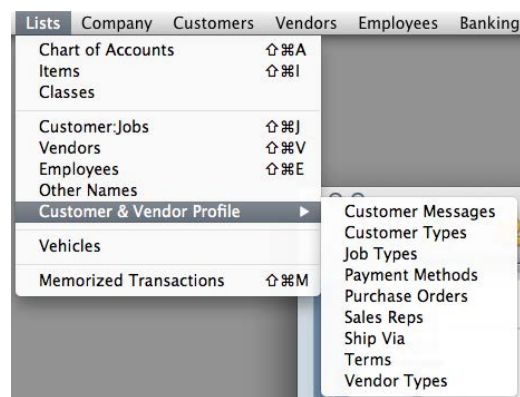 Lists Company Customers Vendors Employees Banking
Chart of Accounts ⇧⌘A
Items ⇧⌘I
Classes
Customer:Jobs ⇧⌘J
Vendors ⇧⌘V
Employees ⇧⌘E
Other Names
Customer & Vendor Profile ▶
Vehicles
Memorized Transactions ⇧⌘M
Customer Messages
Customer Types
Job Types
Payment Methods
Purchase Orders
Sales Reps
Ship Via
Terms
Vendor Types